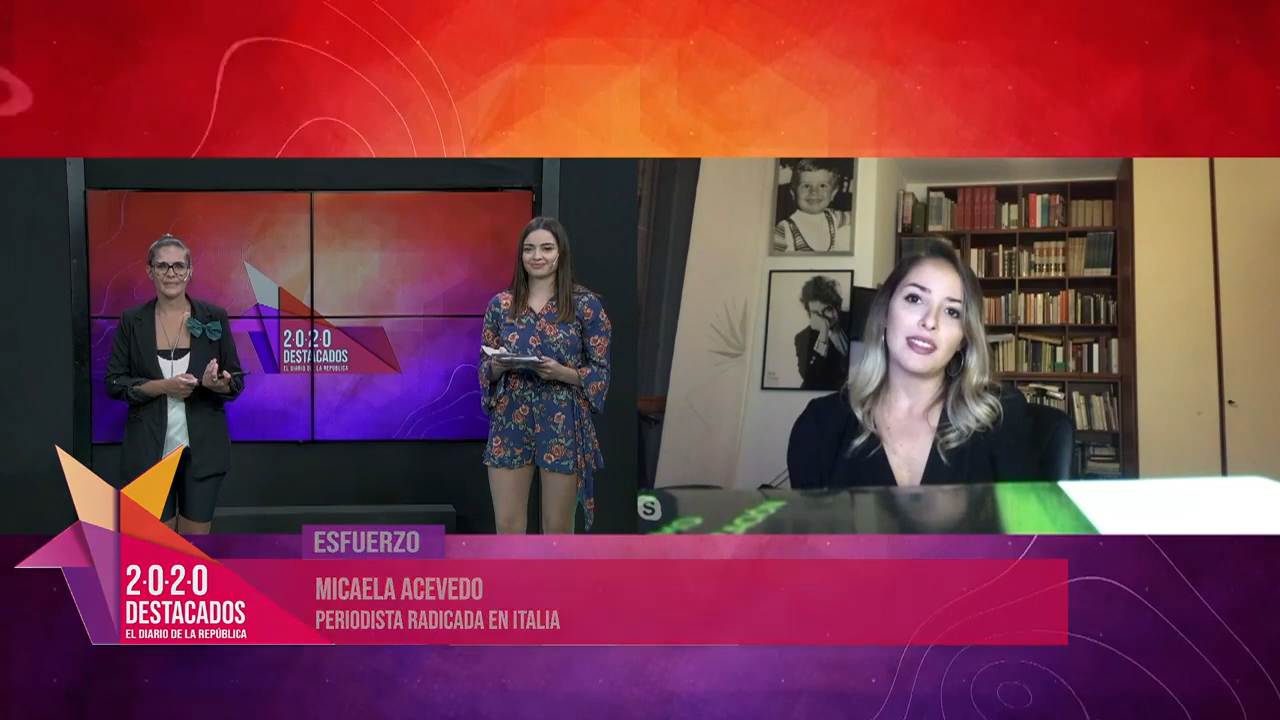 2·0·2·0
DESTACADOS
EL DIARIO DE LA REPÚBLICA
S
ESFUERZO
MICAELA ACEVEDO
PERIODISTA RADICADA EN ITALIA
2·0·2·0
DESTACADOS
EL DIARIO DE LA REPÚBLICA